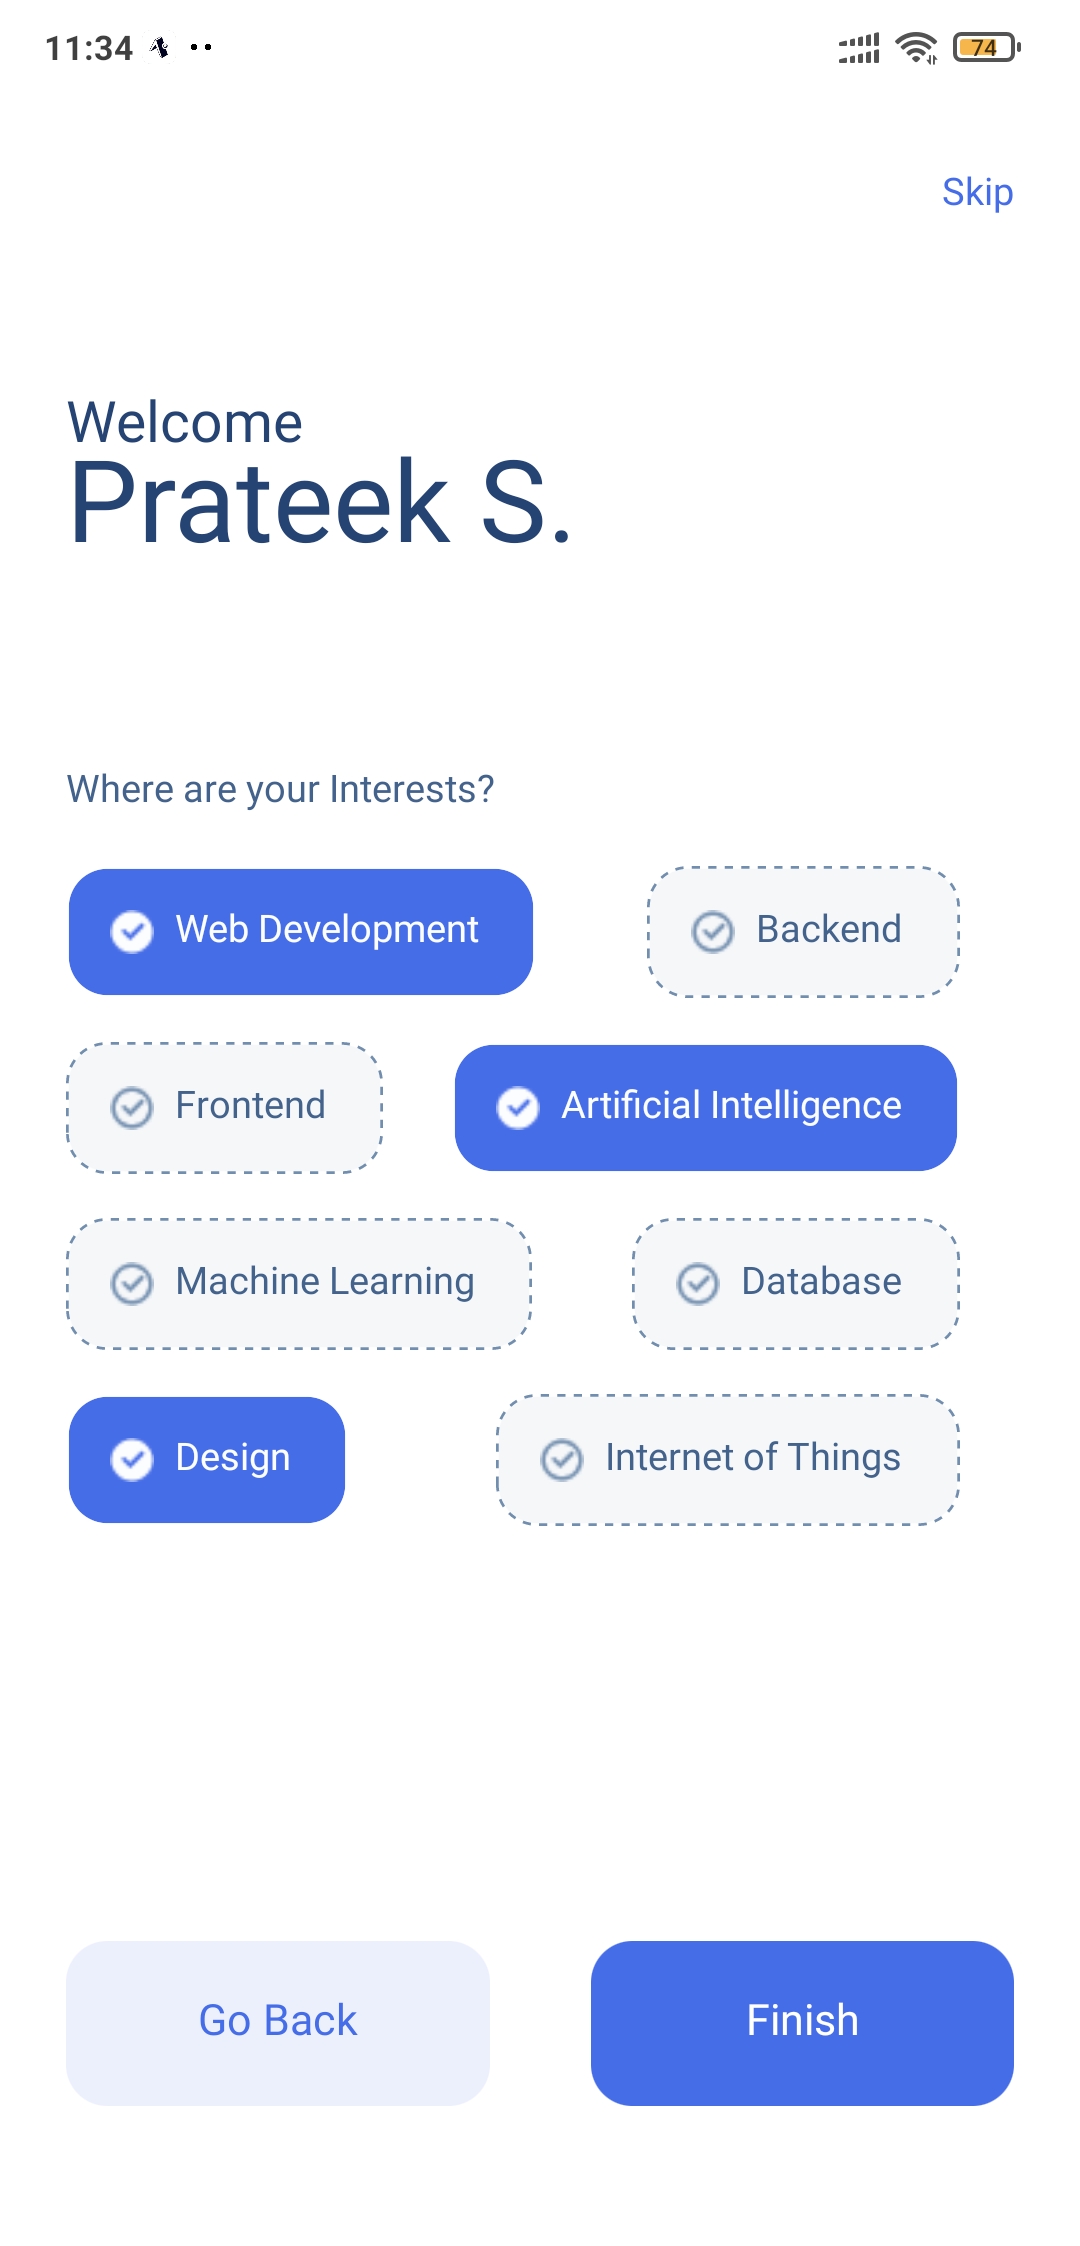 11:34
74
Skip
Welcome
Prateek S.
Where are your Interests?
Web Development
Backend
Frontend
Artificial Intelligence
Machine Learning
Database
Design
Internet of Things
Go Back
Finish